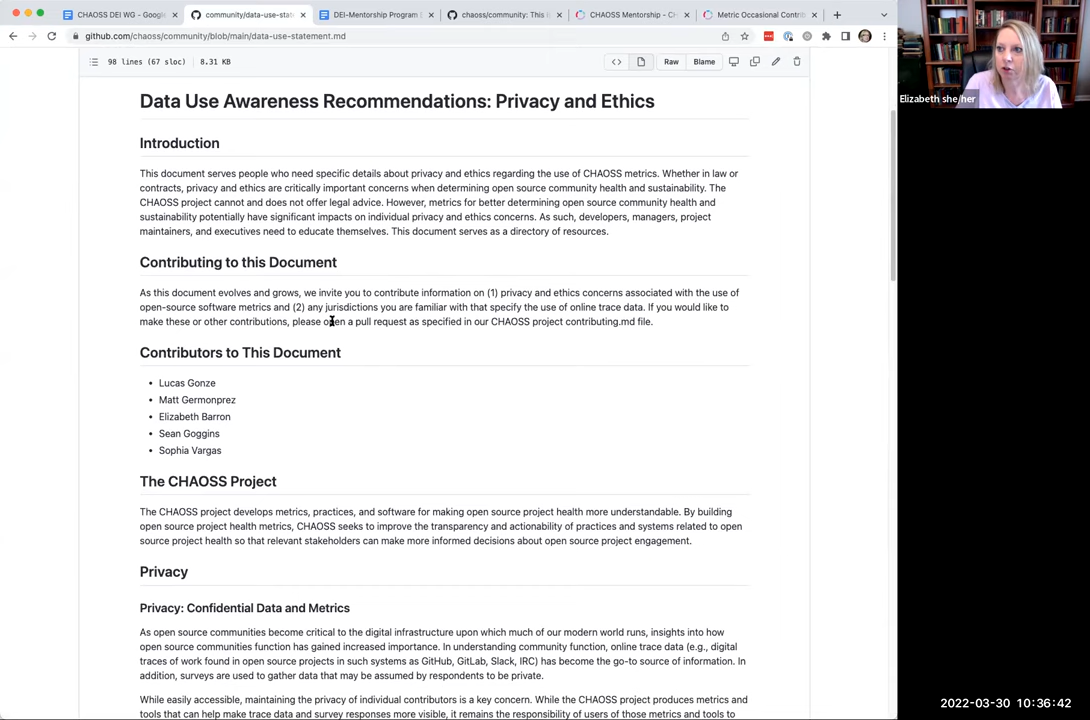 CHAOSS DEI WG - Google
community/data-use-stat
DEI-Mentorship Program
chaoss/community: This
CHAOSS Mentorship - CH
Metric Occasional Contrib
github.com/chaoss/community/blob/main/data-use-statement.md
98 lines (67 sloc) 8.31 KB
Raw
Blame
Elizabeth she/her
Data Use Awareness Recommendations: Privacy and Ethics
Introduction
This document serves people who need specific details about privacy and ethics regarding the use of CHAOSS metrics. Whether in law or
contracts, privacy and ethics are critically important concerns when determining open source community health and sustainability. The
CHAOSS project cannot and does not offer legal advice. However, metrics for better determining open source community health and
sustainability potentially have significant impacts on individual privacy and ethics concerns. As such, developers, managers, project
maintainers, and executives need to educate themselves. This document serves as a directory of resources.
Contributing to this Document
As this document evolves and grows, we invite you to contribute information on (1) privacy and ethics concerns associated with the use of
open-source software metrics and (2) any jurisdictions you are familiar with that specify the use of online trace data. If you would like to
make these or other contributions, please open a pull request as specified in our CHAOSS project contributing.md file.
Contributors to This Document
• Lucas Gonze
• Matt Germonprez
• Elizabeth Barron
• Sean Goggins
• Sophia Vargas
The CHAOSS Project
The CHAOSS project develops metrics, practices, and software for making open source project health more understandable. By building
open source project health metrics, CHAOSS seeks to improve the transparency and actionability of practices and systems related to open
source project health so that relevant stakeholders can make more informed decisions about open source project engagement.
Privacy
Privacy: Confidential Data and Metrics
As open source communities become critical to the digital infrastructure upon which much of our modern world runs, insights into how
open source communities function has gained increased importance. In understanding community function, online trace data (e.g., digital
traces of work found in open source projects in such systems as GitHub, GitLab, Slack, IRC) has become the go-to source of information. In
addition, surveys are used to gather data that may be assumed by respondents to be private.
While easily accessible, maintaining the privacy of individual contributors is a key concern. While the CHAOSS project produces metrics and
tools that can help make trace data and survey responses more visible, it remains the responsibility of users of those metrics and tools to
2022-03-30 10:36:42